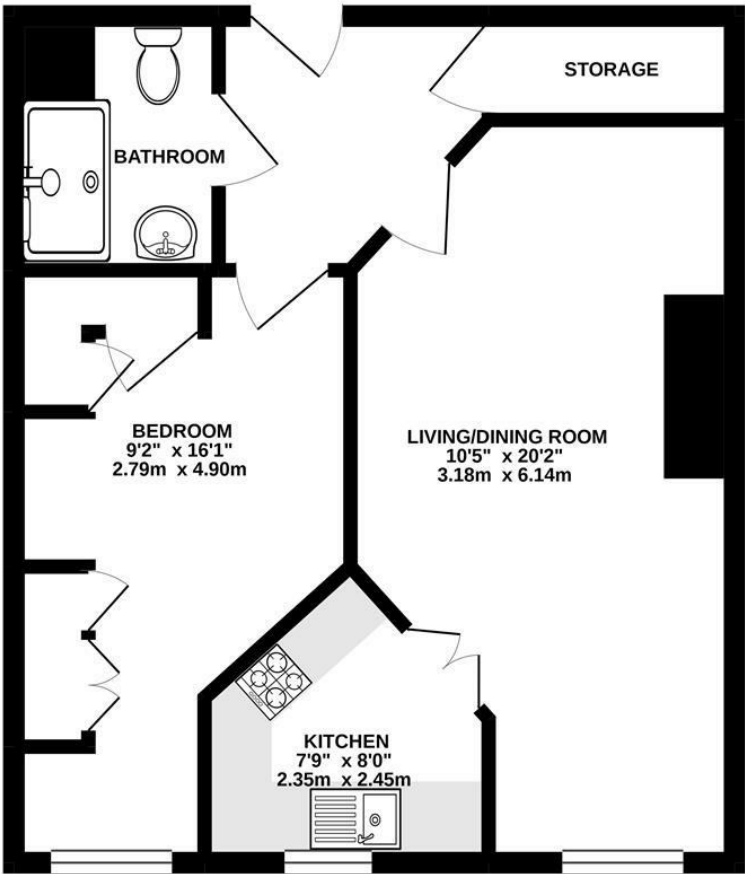 STORAGE
BATHROOM
BEDROOM
9'2" x 16'1"
2.79m x 4.90m
LIVING/DINING ROOM
10'5" x 20'2"
3.18m x 6.14m
KITCHEN
7'9" x 8'0"
2.35m x 2.45m